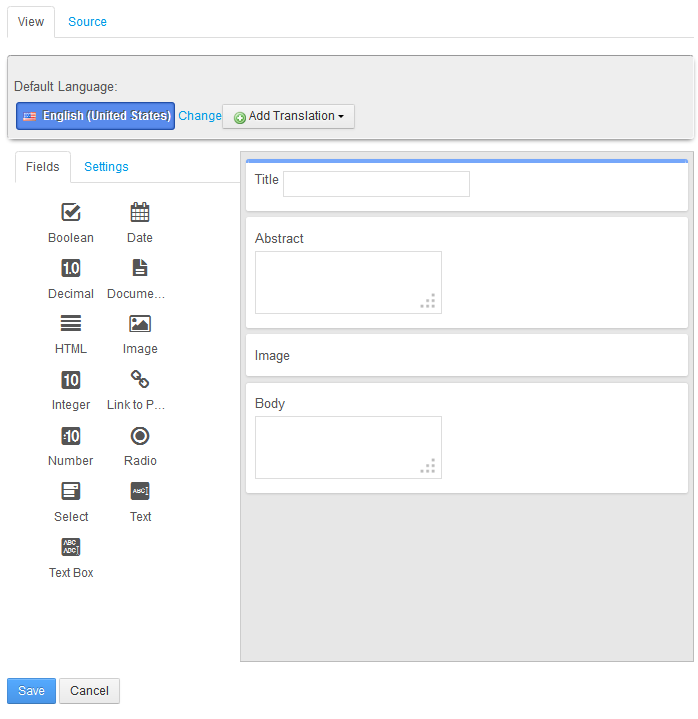 View Source
Default Language:
English (United States) Change Add Translation
Fields Settings
Boolean Date
1.0
Decimal Docume...
HTML Image
10
Integer Link to P...
:10
Number Radio
ABC
Select Text
ABC
ABC
Text Box
Title
Abstract
Image
Body
Save Cancel